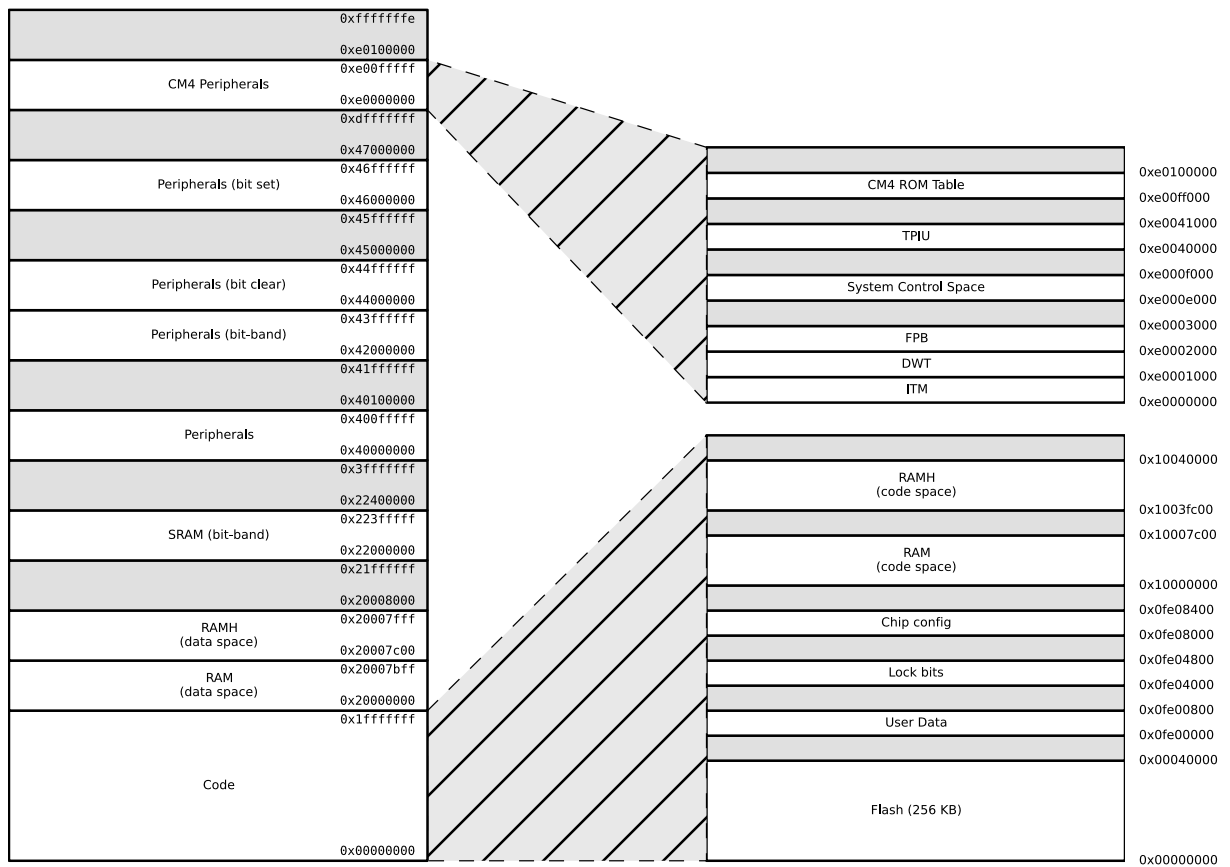 0xfffffffe
0xe0100000
0xe00fffff
CM4 Peripherals
0xe0000000
0xdfffffff
0x47000000
0x46ffffff
Peripherals (bit set)
0x46000000
0x45ffffff
0x45000000
0x44ffffff
Peripherals (bit clear)
0x44000000
0x43ffffff
Peripherals (bit-band)
0x42000000
0x41ffffff
0x40100000
0x400fffff
Peripherals
0x40000000
0x3fffffff
0x22400000
0x223fffff
SRAM (bit-band)
0x22000000
0x21ffffff
0x20008000
0x20007fff
RAMH
(data space)
0x20007c00
0x20007bff
RAM
(data space)
0x20000000
0x1fffffff
Code
0x00000000
0xe0100000
CM4 ROM Table
0xe00ff000
0xe0041000
TPIU
0xe0040000
0xe000f000
System Control Space
0xe000e000
0xe0003000
FPB
0xe0002000
DWT
0xe0001000
ITM
0xe0000000
0x10040000
RAMH
(code space)
0x1003fc00
0x10007c00
RAM
(code space)
0x10000000
0x0fe08400
Chip config
0x0fe08000
0x0fe04800
Lock bits
0x0fe04000
0x0fe00800
User Data
0x0fe00000
0x00040000
Flash (256 KB)
0x00000000